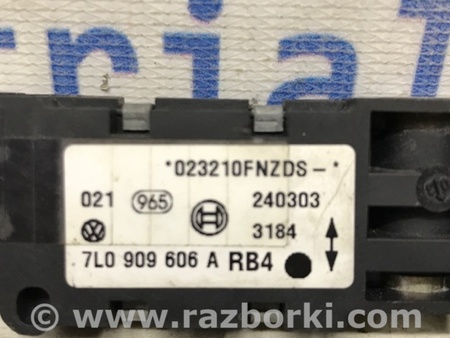 *023210FNZDS-*
021 965 240303
3184
7L0 909 606 A RB4
www.razborki.com